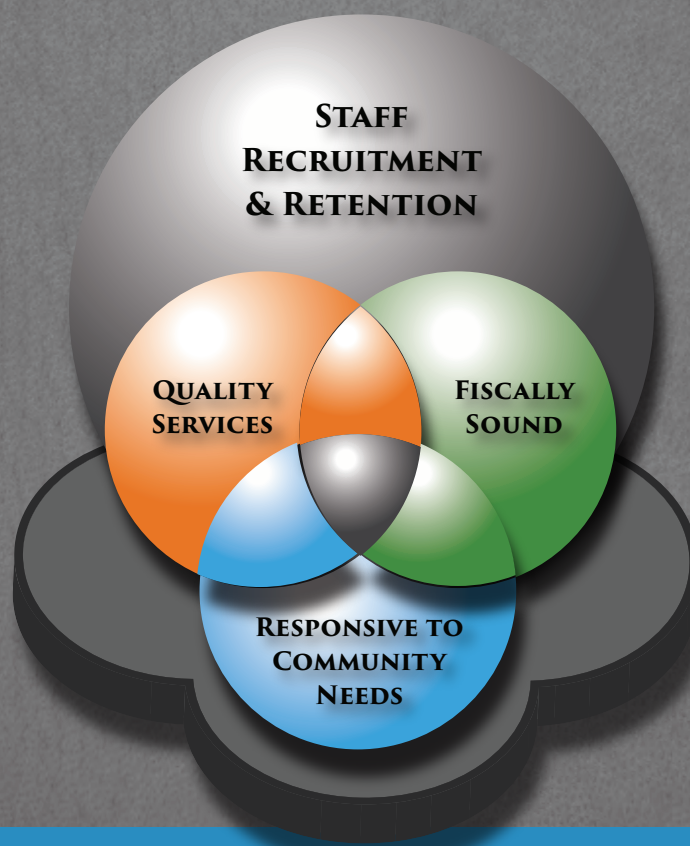 Staff
Recruitment
& Retention
Quality
Services
Fiscally
Sound
Responsive to
Community
Needs